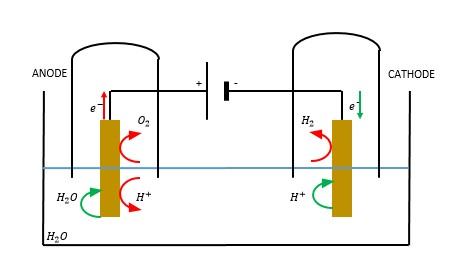 ANODE
CATHODE
+
-
e⁻
e⁻
O₂
H₂
H₂O
H⁺
H⁺
H₂O